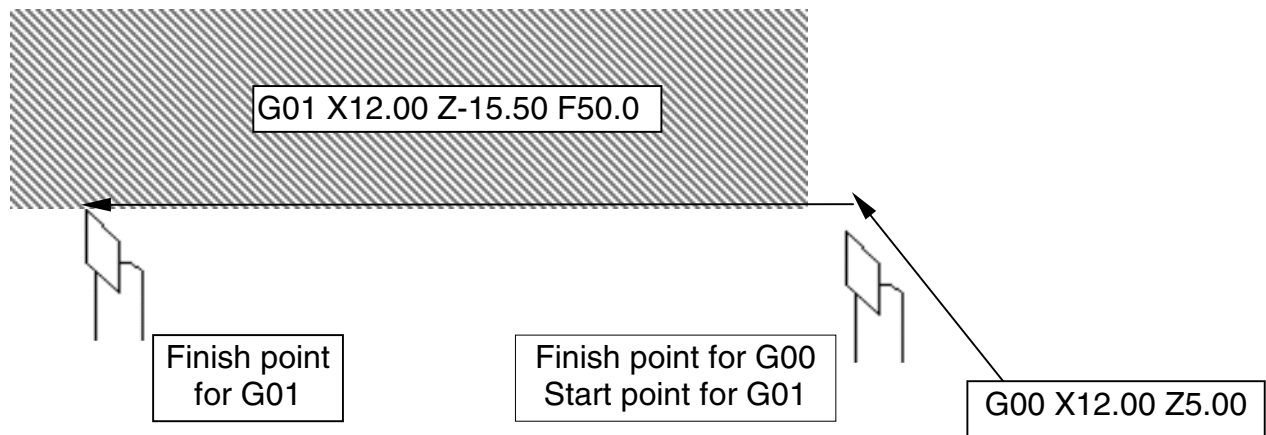 G01 X12.00 Z-15.50 F50.0
Finish point
for G01
Finish point for G00
Start point for G01
G00 X12.00 Z5.00